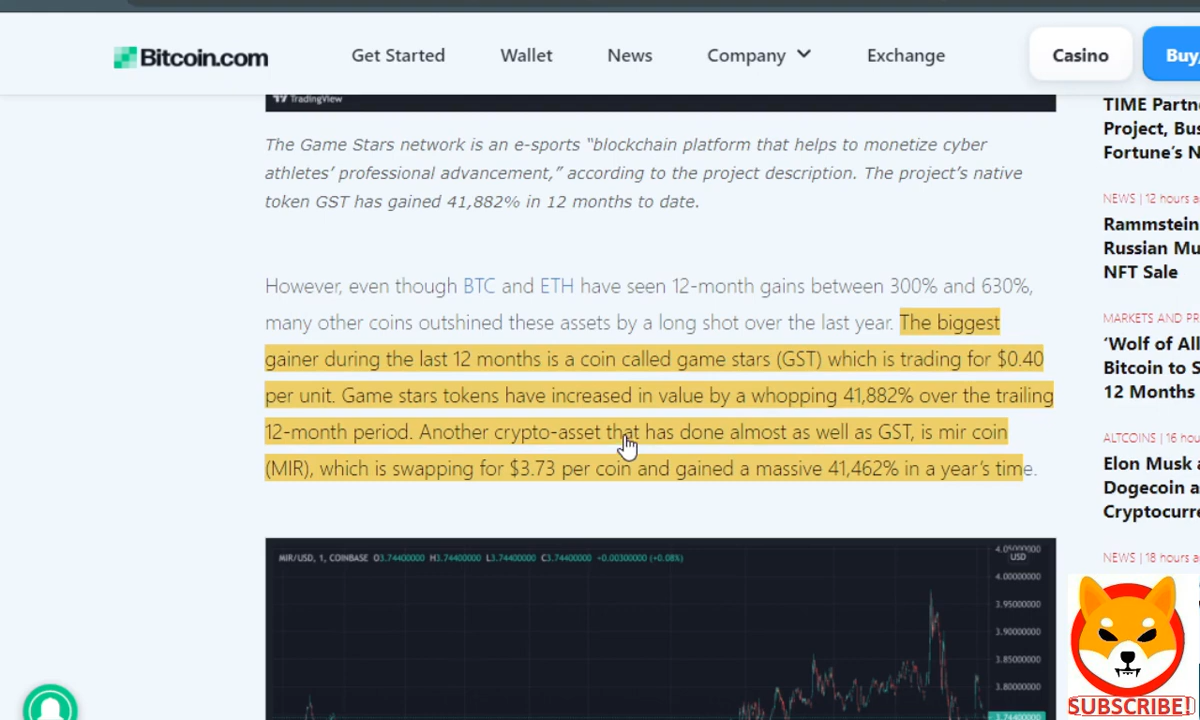 Bitcoin.com
Get Started
Wallet
News
Company
Exchange
Casino
Buy
TradingView
The Game Stars network is an e-sports “blockchain platform that helps to monetize cyber
athletes’ professional advancement,” according to the project description. The project’s native
token GST has gained 41,882% in 12 months to date.
However, even though BTC and ETH have seen 12-month gains between 300% and 630%,
many other coins outshined these assets by a long shot over the last year. The biggest
gainer during the last 12 months is a coin called game stars (GST) which is trading for $0.40
per unit. Game stars tokens have increased in value by a whopping 41,882% over the trailing
12-month period. Another crypto-asset that has done almost as well as GST, is mir coin
(MIR), which is swapping for $3.73 per coin and gained a massive 41,462% in a year’s time.
MIR/USD, 1, COINBASE O3.74400000 H3.74400000 L3.74400000 C3.74400000 +0.00300000 (+0.08%)
USD
4.00000000
3.95000000
3.90000000
3.85000000
3.80000000
3.74400000
TIME
Project,
Fortune’s
NEWS | 12 hours
Rammstein
Russian
NFT Sale
MARKETS AND
‘Wolf of
Bitcoin to
12 Months
ALTCOINS | 16
Elon Musk
Dogecoin
NEWS | 18 hours
SUBSCRIBE!